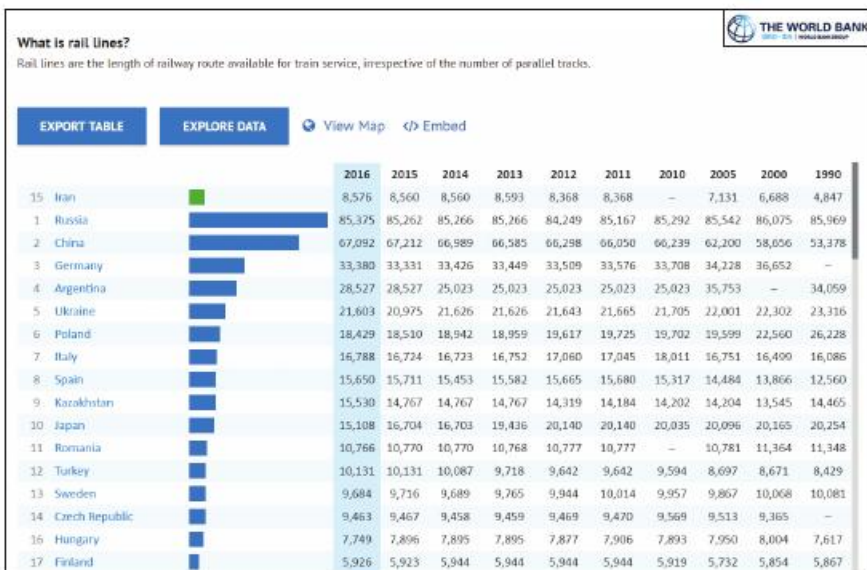 THE WORLD BANK
IBRD - IDA | WORLD BANK GROUP
What is rail lines?
Rail lines are the length of railway route available for train service, irrespective of the number of parallel tracks.
EXPORT TABLE EXPLORE DATA View Map </> Embed
2016 2015 2014 2013 2012 2011 2010 2005 2000 1990
15 Iran 8,576 8,560 8,560 8,593 8,368 8,368 – 7,131 6,688 4,847
1 Russia 85,375 85,262 85,266 85,266 84,249 85,167 85,292 85,542 86,075 85,969
2 China 67,092 67,212 66,989 66,585 66,298 66,050 66,239 62,200 58,656 53,378
3 Germany 33,380 33,331 33,426 33,449 33,509 33,576 33,708 34,228 36,652 –
4 Argentina 28,527 28,527 25,023 25,023 25,023 25,023 25,023 35,753 – 34,059
5 Ukraine 21,603 20,975 21,626 21,626 21,643 21,665 21,705 22,001 22,302 23,316
6 Poland 18,429 18,510 18,942 18,959 19,617 19,725 19,702 19,599 22,560 26,228
7 Italy 16,788 16,724 16,723 16,752 17,060 17,045 18,011 16,751 16,499 16,086
8 Spain 15,650 15,711 15,453 15,582 15,665 15,680 15,317 14,484 13,866 12,560
9 Kazakhstan 15,530 14,767 14,767 14,767 14,319 14,184 14,202 14,204 13,545 14,465
10 Japan 15,108 16,704 16,703 19,436 20,140 20,140 20,035 20,096 20,165 20,254
11 Romania 10,766 10,770 10,770 10,768 10,777 10,777 – 10,781 11,364 11,348
12 Turkey 10,131 10,131 10,087 9,718 9,642 9,642 9,594 8,697 8,671 8,429
13 Sweden 9,684 9,716 9,689 9,765 9,944 10,014 9,957 9,867 10,068 10,081
14 Czech Republic 9,463 9,467 9,458 9,459 9,469 9,470 9,569 9,513 9,365 –
16 Hungary 7,749 7,896 7,895 7,895 7,877 7,906 7,893 7,950 8,004 7,617
17 Finland 5,926 5,923 5,944 5,944 5,944 5,944 5,919 5,732 5,854 5,867